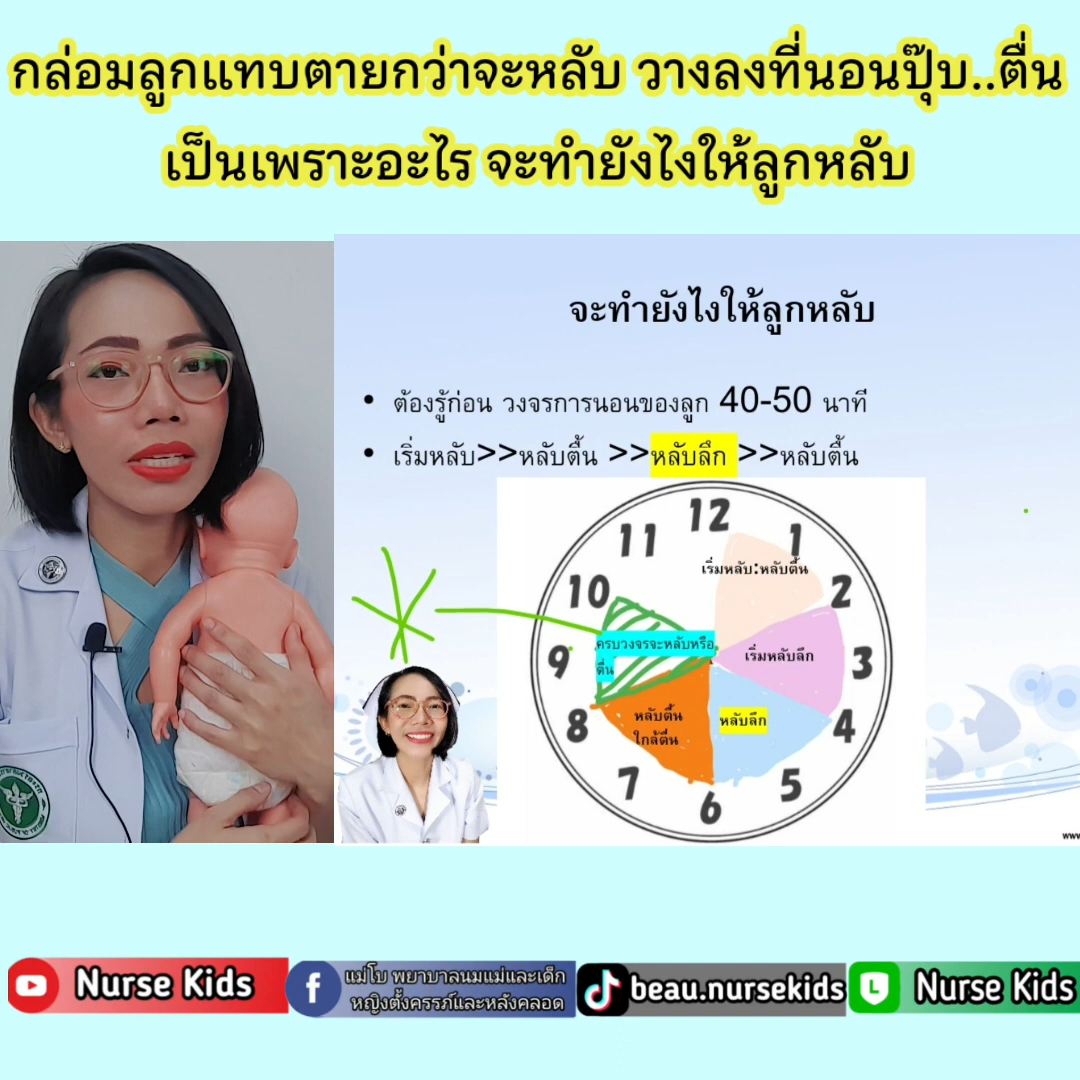 กล่อมลูกแทบตายกว่าจะหลับ วางลงที่นอนปุ๊บ..ตื่น
เป็นเพราะอะไร จะทำยังไงให้ลูกหลับ
จะทำยังไงให้ลูกหลับ
• ต้องรู้ก่อน วงจรการนอนของลูก 40-50 นาที
• เริ่มหลับ>>หลับตื้น >>หลับลึก >>หลับตื้น
12
1
2
3
4
5
6
7
8
9
10
11
เริ่มหลับ:หลับตื้น
เริ่มหลับลึก
หลับลึก
หลับตื้น
ใกล้ตื่น
ครบวงจรจะหลับหรือ
ตื่น
www
Nurse Kids
แม่โบ พยาบาลนมแม่และเด็ก
หญิงตั้งครรภ์และหลังคลอด
beau.nursekids
Nurse Kids